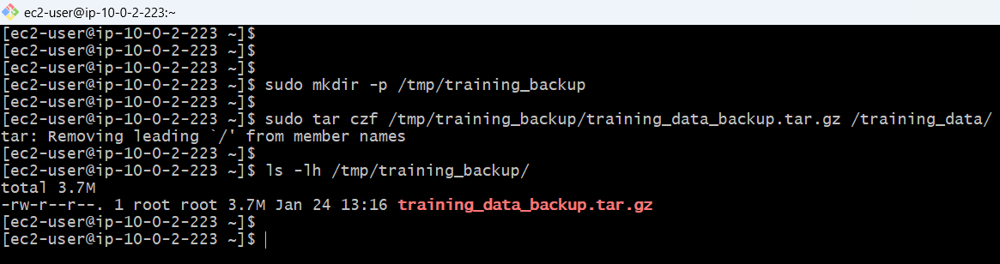 ec2-user@ip-10-0-2-223:~
[ec2-user@ip-10-0-2-223 ~]$
[ec2-user@ip-10-0-2-223 ~]$
[ec2-user@ip-10-0-2-223 ~]$
[ec2-user@ip-10-0-2-223 ~]$ sudo mkdir -p /tmp/training_backup
[ec2-user@ip-10-0-2-223 ~]$
[ec2-user@ip-10-0-2-223 ~]$ sudo tar czf /tmp/training_backup/training_data_backup.tar.gz /training_data/
tar: Removing leading `/' from member names
[ec2-user@ip-10-0-2-223 ~]$
[ec2-user@ip-10-0-2-223 ~]$ ls -lh /tmp/training_backup/
total 3.7M
-rw-r--r--. 1 root root 3.7M Jan 24 13:16 training_data_backup.tar.gz
[ec2-user@ip-10-0-2-223 ~]$
[ec2-user@ip-10-0-2-223 ~]$